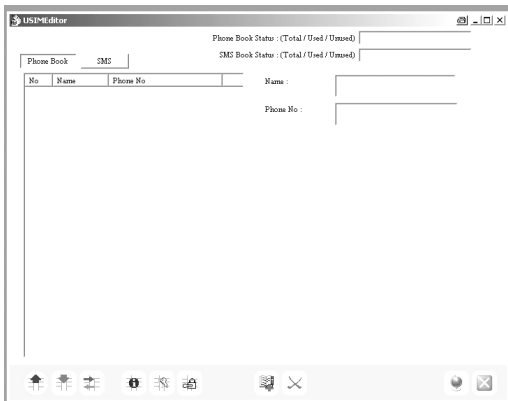 USIMEditor
Phone Book Status : (Total / Used / Unused)
SMS Book Status : (Total / Used / Unused)
Phone Book SMS
No Name Phone No
Name :
Phone No :